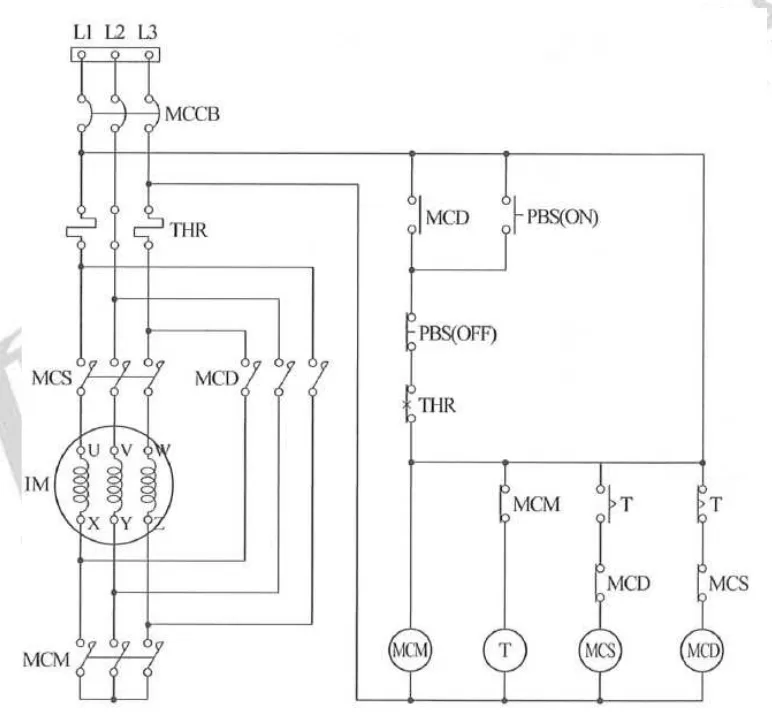 L1 L2 L3
MCCB
THR
MCD
PBS(ON)
PBS(OFF)
THR
MCS
MCD
U V W
IM
X Y Z
MCM
T
T
MCD
MCS
MCM
MCM
T
MCS
MCD